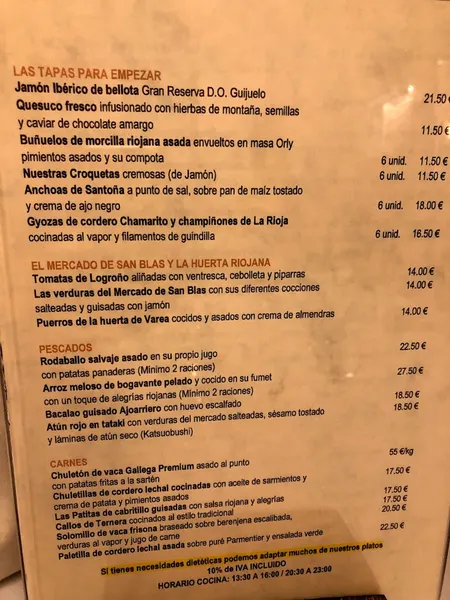 LAS TAPAS PARA EMPEZAR
Jamón Ibérico de bellota Gran Reserva D.O. Guijuelo 21.50 €
Quesuco fresco infusionado con hierbas de montaña, semillas
y caviar de chocolate amargo 11.50 €
Buñuelos de morcilla riojana asada envueltos en masa Orly
pimientos asados y su compota 6 unid. 11.50 €
Nuestras Croquetas cremosas (de Jamón) 6 unid. 11.50 €
Anchoas de Santoña a punto de sal, sobre pan de maíz tostado
y crema de ajo negro 6 unid. 18.00 €
Gyozas de cordero Chamarito y champiñones de La Rioja
cocinadas al vapor y filamentos de guindilla 6 unid. 16.50 €
EL MERCADO DE SAN BLAS Y LA HUERTA RIOJANA
Tomatas de Logroño aliñadas con ventresca, cebolleta y piparras 14.00 €
Las verduras del Mercado de San Blas con sus diferentes cocciones 14.00 €
salteadas y guisadas con jamón
Puerros de la huerta de Varea cocidos y asados con crema de almendras 14.00 €
PESCADOS
Rodaballo salvaje asado en su propio jugo 22.50 €
con patatas panaderas (Mínimo 2 raciones)
Arroz meloso de bogavante pelado y cocido en su fumet 27.50 €
con un toque de alegrías riojanas (Mínimo 2 raciones)
Bacalao guisado Ajoarriero con huevo escalfado 18.50 €
Atún rojo en tataki con verduras del mercado salteadas, sésamo tostado 18.50 €
y láminas de atún seco (Katsuobushi)
CARNES
Chuletón de vaca Gallega Premium asado al punto 55 €/kg
con patatas fritas a la sartén
Chuletillas de cordero lechal cocinadas con aceite de sarmientos y 17.50 €
crema de patata y pimientos asados
Las Patitas de cabritillo guisadas con salsa riojana y alegrías 17.50 €
Callos de Ternera cocinados al estilo tradicional 17.50 €
Solomillo de vaca frisona braseado sobre berenjena escalibada, 20.50 €
verduras al vapor y jugo de carne
Paletilla de cordero lechal asada sobre puré Parmentier y ensalada verde 22.50 €
Si tienes necesidades dietéticas podemos adaptar muchos de nuestros platos
10% de IVA INCLUIDO
HORARIO COCINA: 13:30 A 16:00 / 20:30 A 23:00